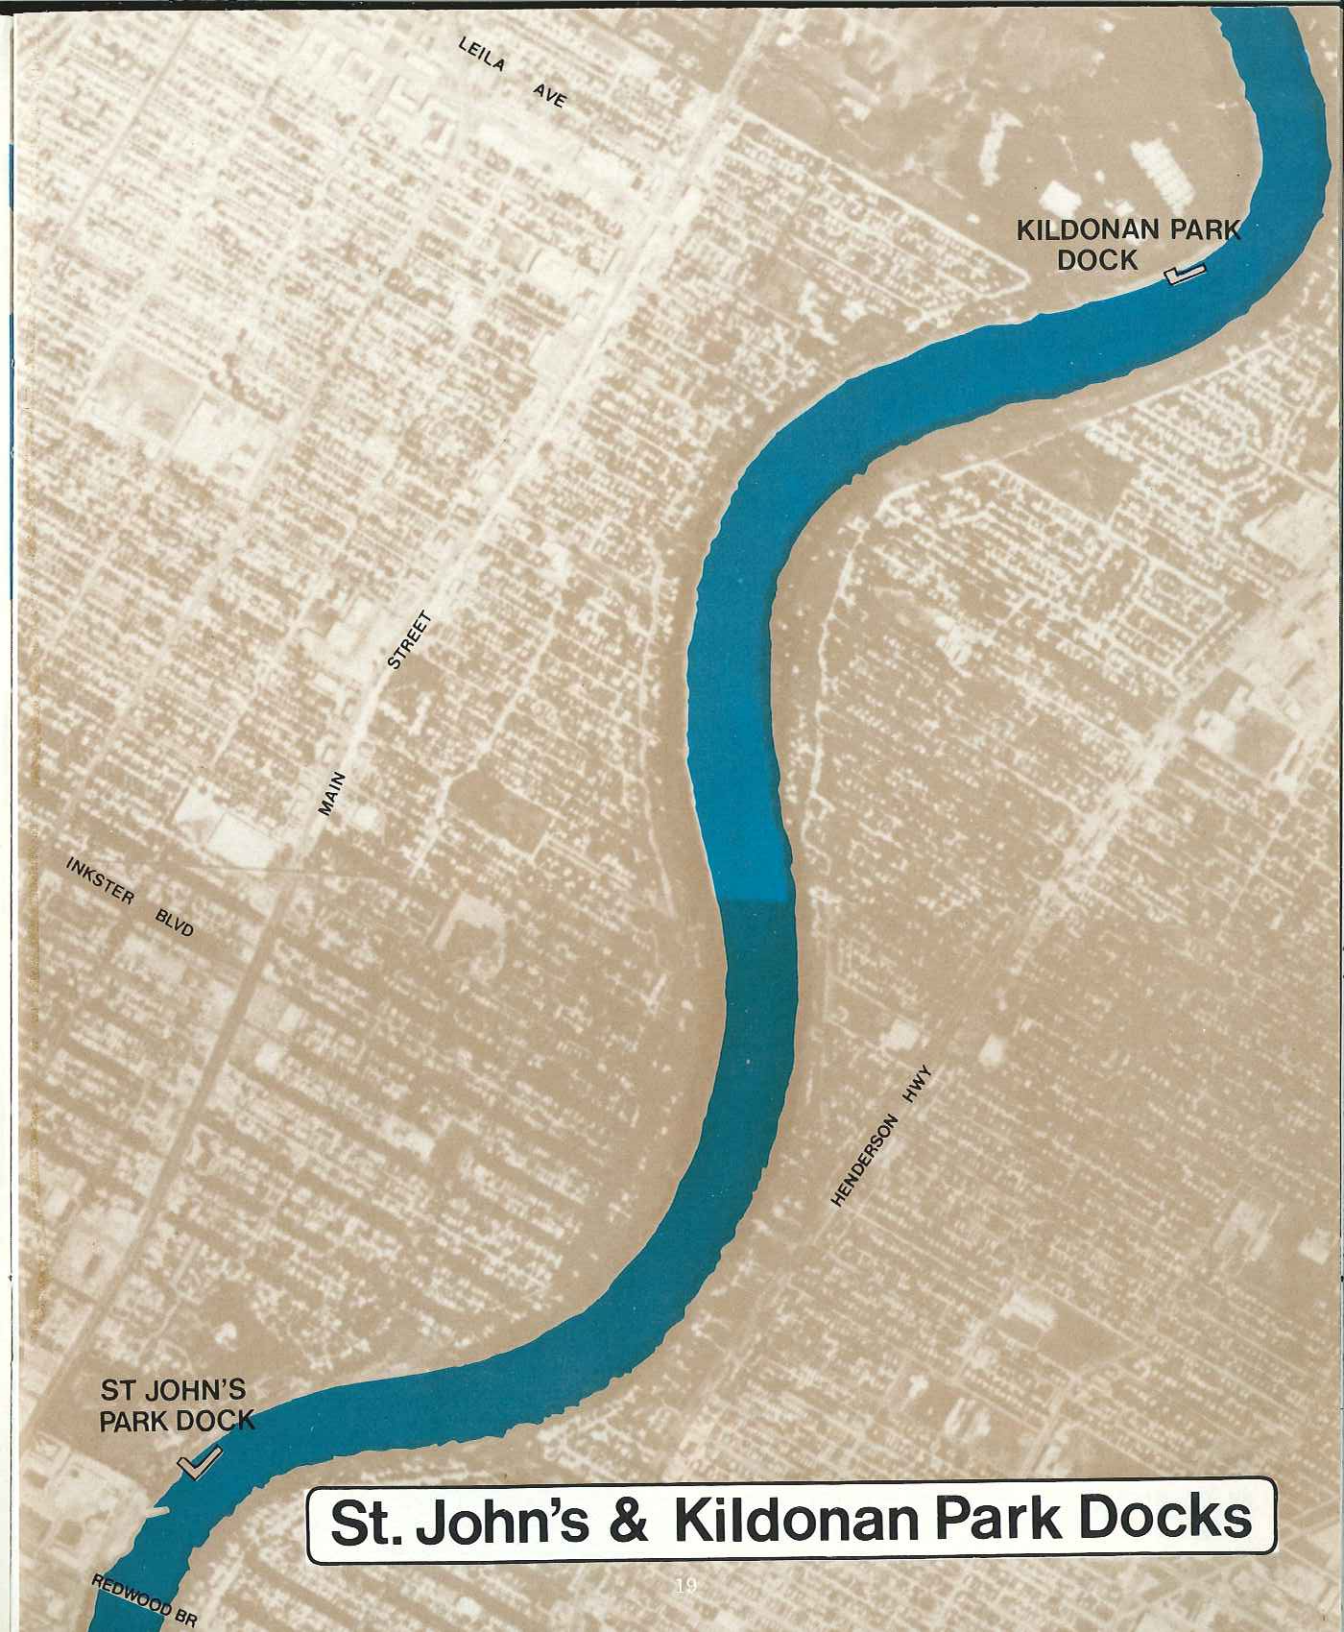 LEILA AVE
KILDONAN PARK
DOCK
STREET
MAIN
INKSTER BLVD
HENDERSON HWY
ST JOHN'S
PARK DOCK
St. John's & Kildonan Park Docks
REDWOOD BR
19